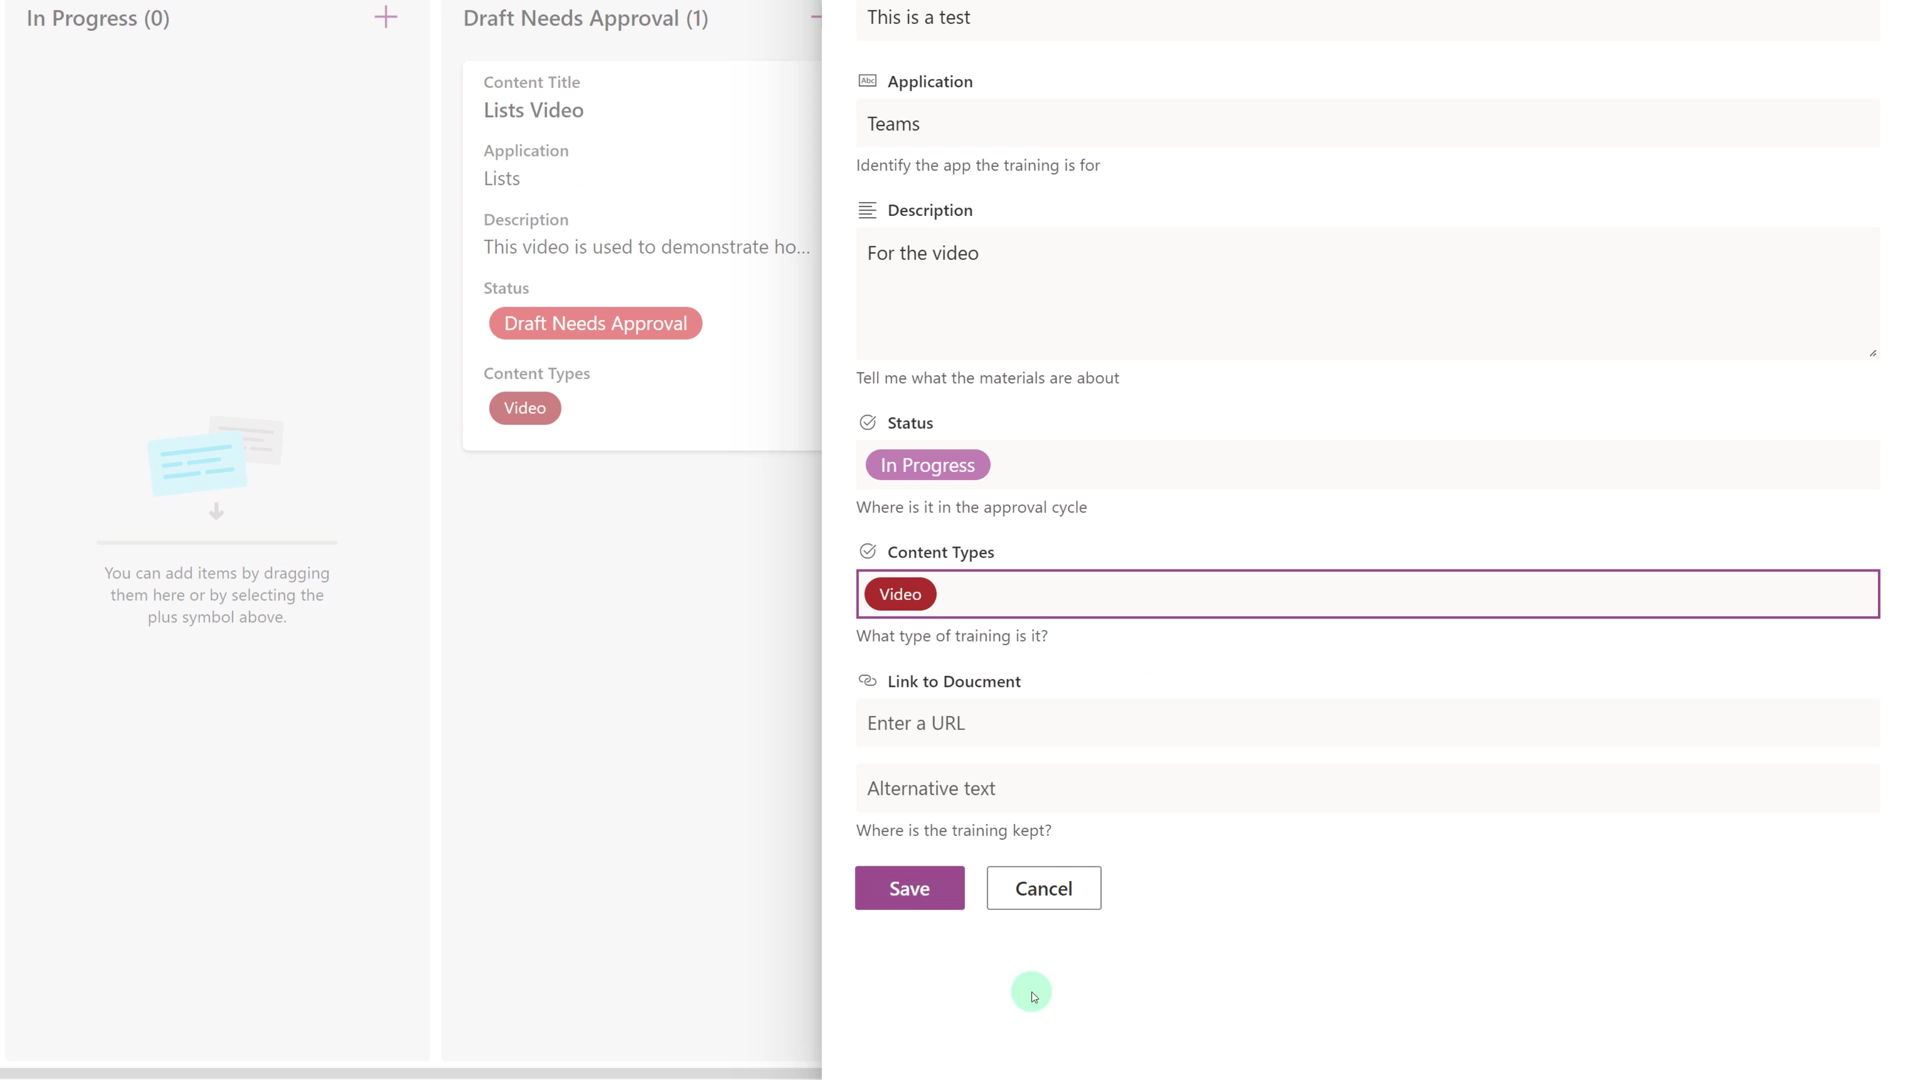 In Progress (0)
Draft Needs Approval (1)
Content Title
Lists Video
Application
Lists
Description
This video is used to demonstrate ho...
Status
Draft Needs Approval
Content Types
Video
You can add items by dragging
them here or by selecting the
plus symbol above.
This is a test
Abc Application
Teams
Identify the app the training is for
Description
For the video
Tell me what the materials are about
Status
In Progress
Where is it in the approval cycle
Content Types
Video
What type of training is it?
Link to Doucment
Enter a URL
Alternative text
Where is the training kept?
Save
Cancel